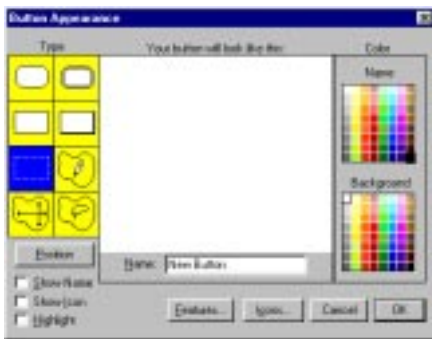 Button Appearance
Type
Your button will look like this:
Color
Name
Background
Position
Name: New Button
Show Name
Show Icon
Highlight
Features... Icons... Cancel OK